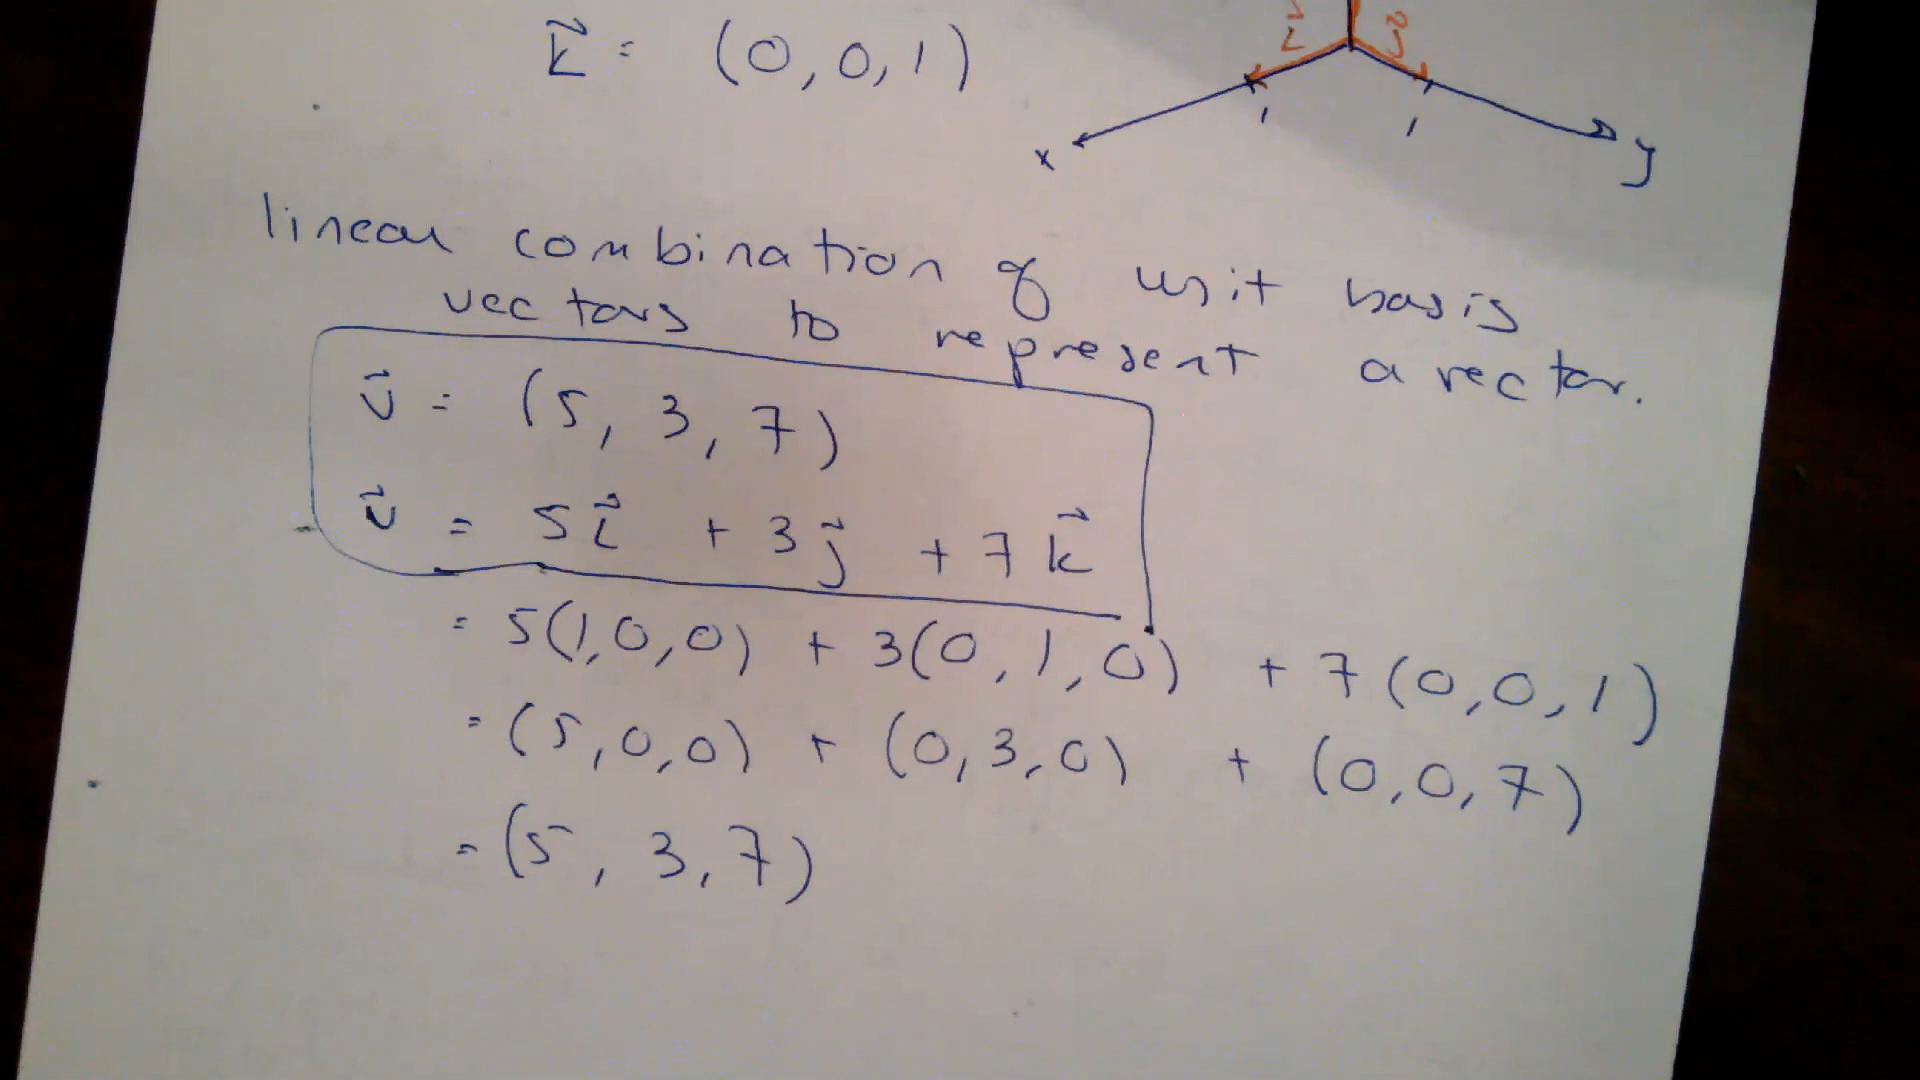 k⃗ = (0, 0, 1)
i⃗ j⃗
1 1
x y
linear combination of unit basis
vectors to represent a vector.
v⃗ = (5, 3, 7)
v⃗ = 5i⃗ + 3j⃗ + 7k⃗
= 5(1,0,0) + 3(0,1,0) + 7(0,0,1)
= (5,0,0) + (0,3,0) + (0,0,7)
= (5, 3, 7)